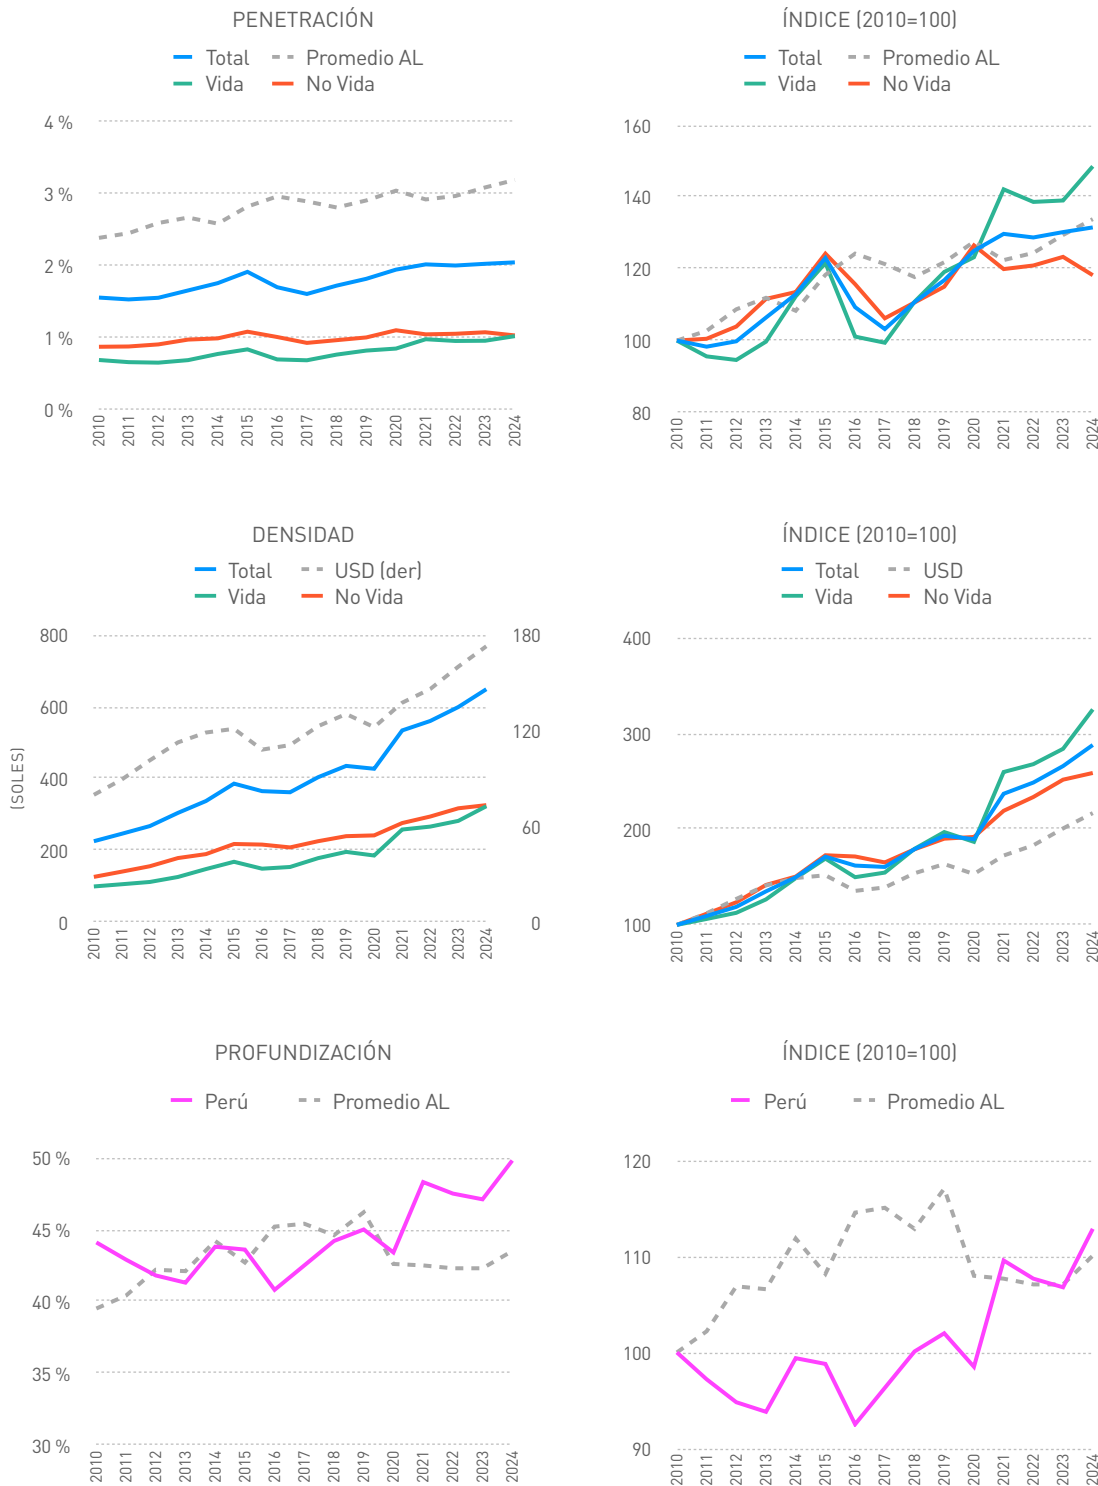 PENETRACIÓN
Total
Promedio AL
Vida
No Vida
4 %
3 %
2 %
1 %
0 %
2010 2011 2012 2013 2014 2015 2016 2017 2018 2019 2020 2021 2022 2023 2024
ÍNDICE (2010=100)
Total
Promedio AL
Vida
No Vida
160
140
120
100
80
2010 2011 2012 2013 2014 2015 2016 2017 2018 2019 2020 2021 2022 2023 2024
DENSIDAD
Total
USD (der)
Vida
No Vida
(SOLES)
800
600
400
200
0
180
120
60
0
2010 2011 2012 2013 2014 2015 2016 2017 2018 2019 2020 2021 2022 2023 2024
ÍNDICE (2010=100)
Total
USD
Vida
No Vida
400
300
200
100
2010 2011 2012 2013 2014 2015 2016 2017 2018 2019 2020 2021 2022 2023 2024
PROFUNDIZACIÓN
Perú
Promedio AL
50 %
45 %
40 %
35 %
30 %
2010 2011 2012 2013 2014 2015 2016 2017 2018 2019 2020 2021 2022 2023 2024
ÍNDICE (2010=100)
Perú
Promedio AL
120
110
100
90
2010 2011 2012 2013 2014 2015 2016 2017 2018 2019 2020 2021 2022 2023 2024